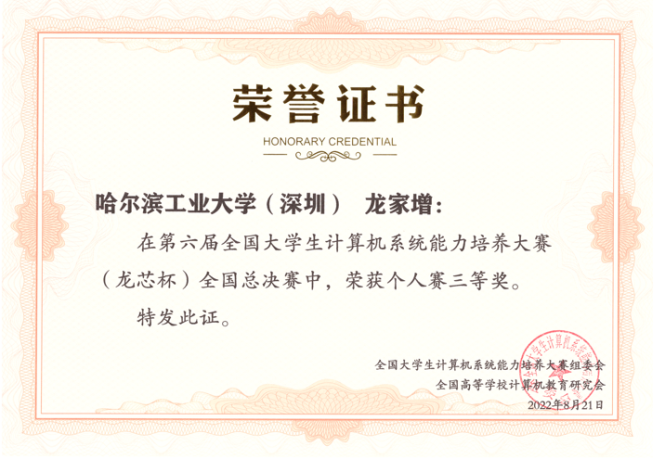 荣誉证书
HONORARY CREDENTIAL
哈尔滨工业大学（深圳） 龙家增：
在第六届全国大学生计算机系统能力培养大赛
（龙芯杯）全国总决赛中，荣获个人赛三等奖。
特发此证。
全国大学生计算机系统能力培养大赛组委会
全国高等学校计算机教育研究会
2022年8月21日